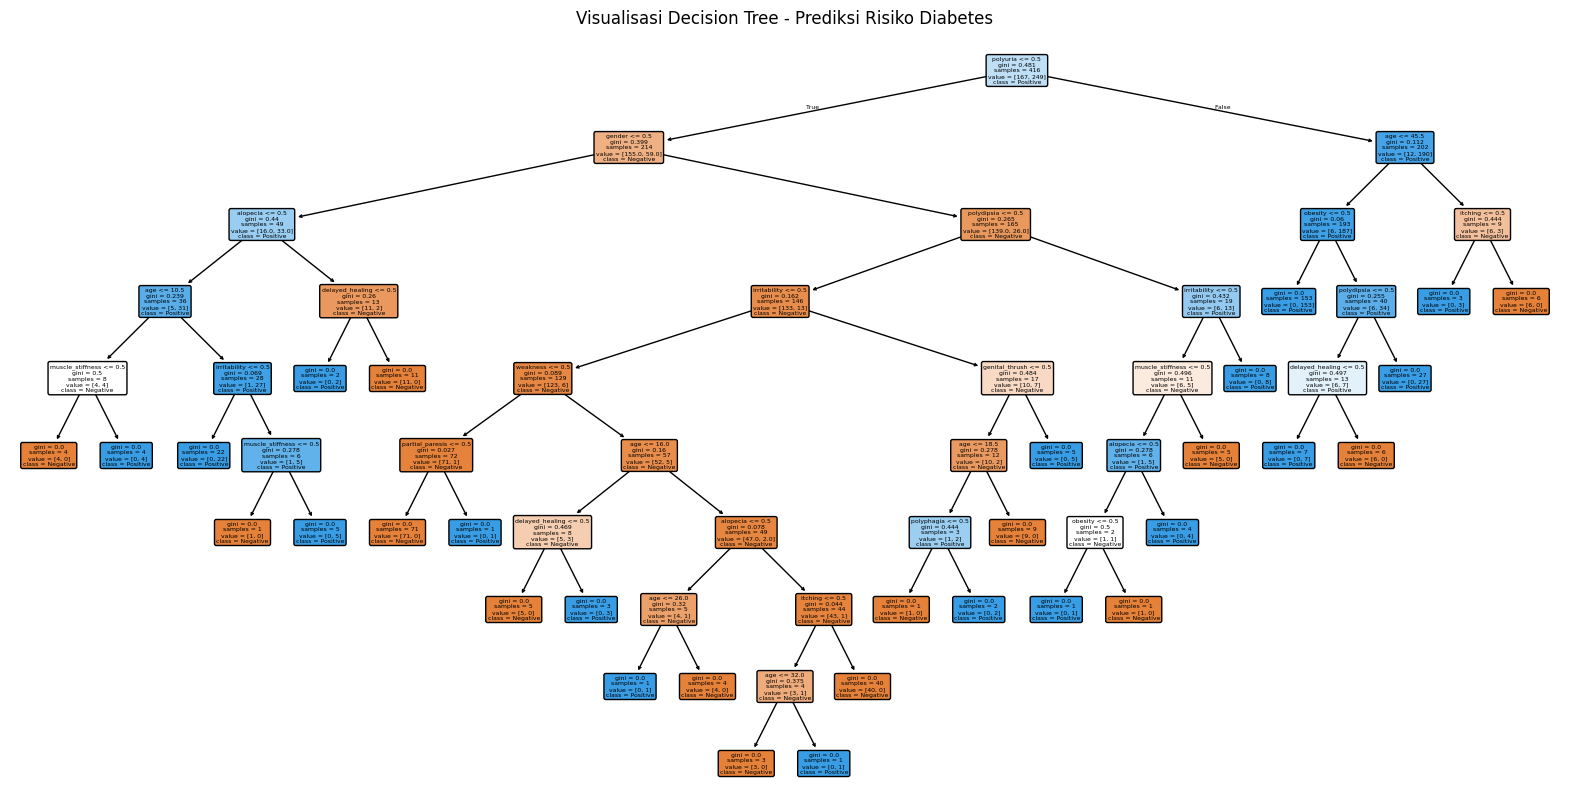 Visualisasi Decision Tree - Prediksi Risiko Diabetes
polyuria <= 0.5
gini = 0.481
samples = 416
value = [167, 249]
class = Positive
True
False
gender <= 0.5
gini = 0.399
samples = 214
value = [155.0, 59.0]
class = Negative
age <= 45.5
gini = 0.112
samples = 202
value = [12, 190]
class = Positive
alopecia <= 0.5
gini = 0.44
samples = 49
value = [16.0, 33.0]
class = Positive
polydipsia <= 0.5
gini = 0.265
samples = 165
value = [139.0, 26.0]
class = Negative
obesity <= 0.5
gini = 0.06
samples = 193
value = [6, 187]
class = Positive
itching <= 0.5
gini = 0.444
samples = 9
value = [6, 3]
class = Negative
age <= 10.5
gini = 0.239
samples = 36
value = [5, 31]
class = Positive
delayed_healing <= 0.5
gini = 0.26
samples = 13
value = [11, 2]
class = Negative
irritability <= 0.5
gini = 0.162
samples = 146
value = [133, 13]
class = Negative
irritability <= 0.5
gini = 0.432
samples = 19
value = [6, 13]
class = Positive
gini = 0.0
samples = 153
value = [0, 153]
class = Positive
polydipsia <= 0.5
gini = 0.255
samples = 40
value = [6, 34]
class = Positive
gini = 0.0
samples = 3
value = [0, 3]
class = Positive
gini = 0.0
samples = 6
value = [6, 0]
class = Negative
muscle_stiffness <= 0.5
gini = 0.5
samples = 8
value = [4, 4]
class = Negative
irritability <= 0.5
gini = 0.069
samples = 28
value = [1, 27]
class = Positive
gini = 0.0
samples = 2
value = [0, 2]
class = Positive
gini = 0.0
samples = 11
value = [11, 0]
class = Negative
weakness <= 0.5
gini = 0.089
samples = 129
value = [123, 6]
class = Negative
genital_thrush <= 0.5
gini = 0.484
samples = 17
value = [10, 7]
class = Negative
muscle_stiffness <= 0.5
gini = 0.496
samples = 11
value = [6, 5]
class = Negative
gini = 0.0
samples = 8
value = [0, 8]
class = Positive
delayed_healing <= 0.5
gini = 0.497
samples = 13
value = [6, 7]
class = Positive
gini = 0.0
samples = 27
value = [0, 27]
class = Positive
gini = 0.0
samples = 4
value = [4, 0]
class = Negative
gini = 0.0
samples = 4
value = [0, 4]
class = Positive
gini = 0.0
samples = 22
value = [0, 22]
class = Positive
muscle_stiffness <= 0.5
gini = 0.278
samples = 6
value = [1, 5]
class = Positive
partial_paresis <= 0.5
gini = 0.027
samples = 72
value = [71, 1]
class = Negative
age <= 16.0
gini = 0.16
samples = 57
value = [52, 5]
class = Negative
age <= 18.5
gini = 0.278
samples = 12
value = [10, 2]
class = Negative
gini = 0.0
samples = 5
value = [0, 5]
class = Positive
alopecia <= 0.5
gini = 0.278
samples = 6
value = [1, 5]
class = Positive
gini = 0.0
samples = 5
value = [5, 0]
class = Negative
gini = 0.0
samples = 7
value = [0, 7]
class = Positive
gini = 0.0
samples = 6
value = [6, 0]
class = Negative
gini = 0.0
samples = 1
value = [1, 0]
class = Negative
gini = 0.0
samples = 5
value = [0, 5]
class = Positive
gini = 0.0
samples = 71
value = [71, 0]
class = Negative
gini = 0.0
samples = 1
value = [0, 1]
class = Positive
delayed_healing <= 0.5
gini = 0.469
samples = 8
value = [5, 3]
class = Negative
alopecia <= 0.5
gini = 0.078
samples = 49
value = [47.0, 2.0]
class = Negative
polyphagia <= 0.5
gini = 0.444
samples = 3
value = [1, 2]
class = Positive
gini = 0.0
samples = 9
value = [9, 0]
class = Negative
obesity <= 0.5
gini = 0.5
samples = 2
value = [1, 1]
class = Negative
gini = 0.0
samples = 4
value = [0, 4]
class = Positive
gini = 0.0
samples = 5
value = [5, 0]
class = Negative
gini = 0.0
samples = 3
value = [0, 3]
class = Positive
age <= 26.0
gini = 0.32
samples = 5
value = [4, 1]
class = Negative
itching <= 0.5
gini = 0.044
samples = 44
value = [43, 1]
class = Negative
gini = 0.0
samples = 1
value = [1, 0]
class = Negative
gini = 0.0
samples = 2
value = [0, 2]
class = Positive
gini = 0.0
samples = 1
value = [0, 1]
class = Positive
gini = 0.0
samples = 1
value = [1, 0]
class = Negative
gini = 0.0
samples = 1
value = [0, 1]
class = Positive
gini = 0.0
samples = 4
value = [4, 0]
class = Negative
age <= 32.0
gini = 0.375
samples = 4
value = [3, 1]
class = Negative
gini = 0.0
samples = 40
value = [40, 0]
class = Negative
gini = 0.0
samples = 3
value = [3, 0]
class = Negative
gini = 0.0
samples = 1
value = [0, 1]
class = Positive